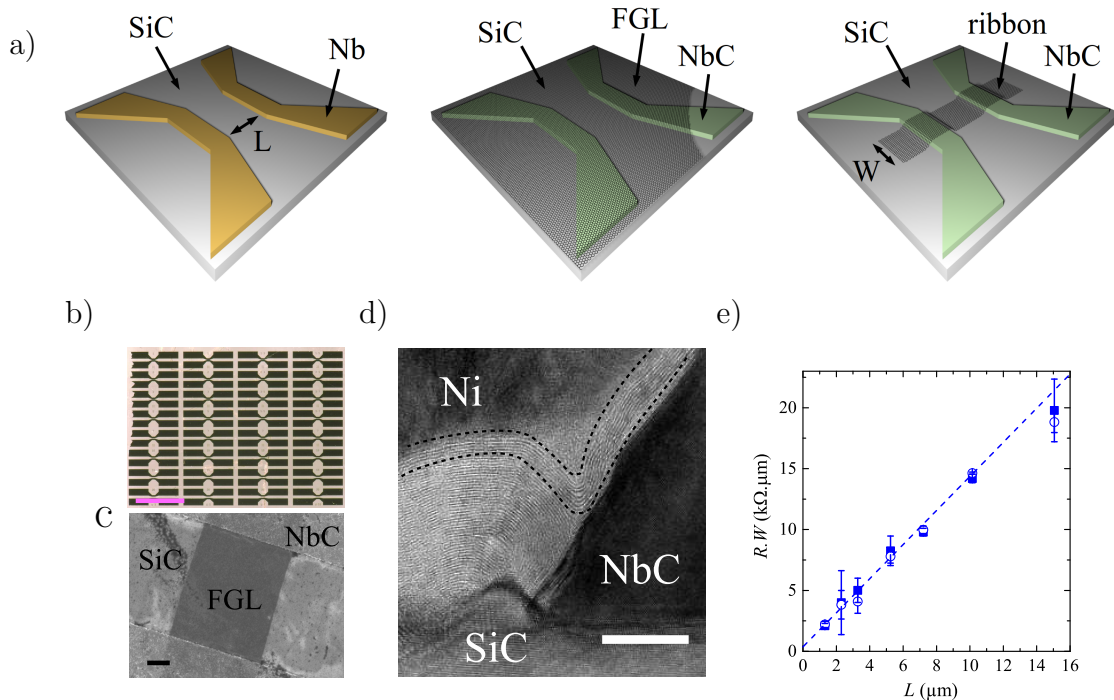 a)
SiC
Nb
L
SiC
FGL
NbC
SiC
ribbon
NbC
W
b)
c
SiC
NbC
FGL
d)
Ni
NbC
SiC
e)
R.W (kΩ.µm)
20
15
10
5
0
0 2 4 6 8 10 12 14 16
L (µm)